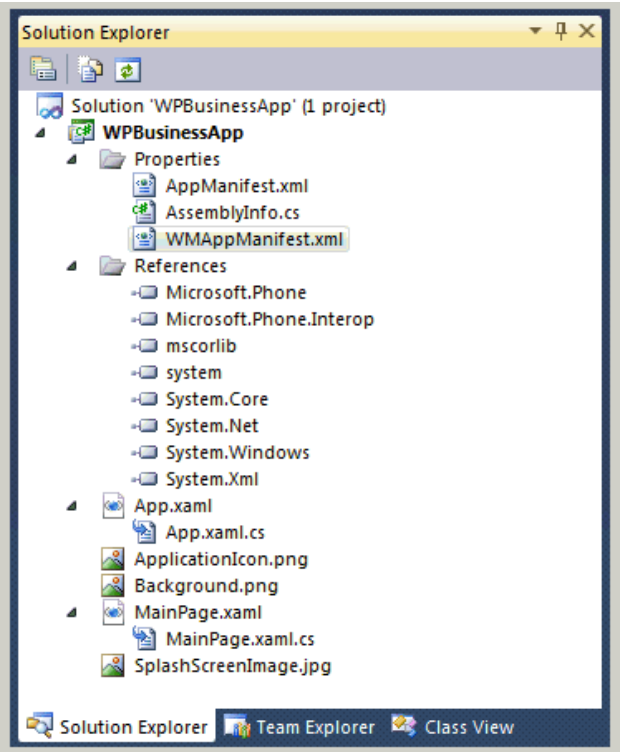 Solution Explorer
Solution 'WPBusinessApp' (1 project)
WPBusinessApp
Properties
AppManifest.xml
AssemblyInfo.cs
WMAppManifest.xml
References
Microsoft.Phone
Microsoft.Phone.Interop
mscorlib
system
System.Core
System.Net
System.Windows
System.Xml
App.xaml
App.xaml.cs
ApplicationIcon.png
Background.png
MainPage.xaml
MainPage.xaml.cs
SplashScreenImage.jpg
Solution Explorer Team Explorer Class View